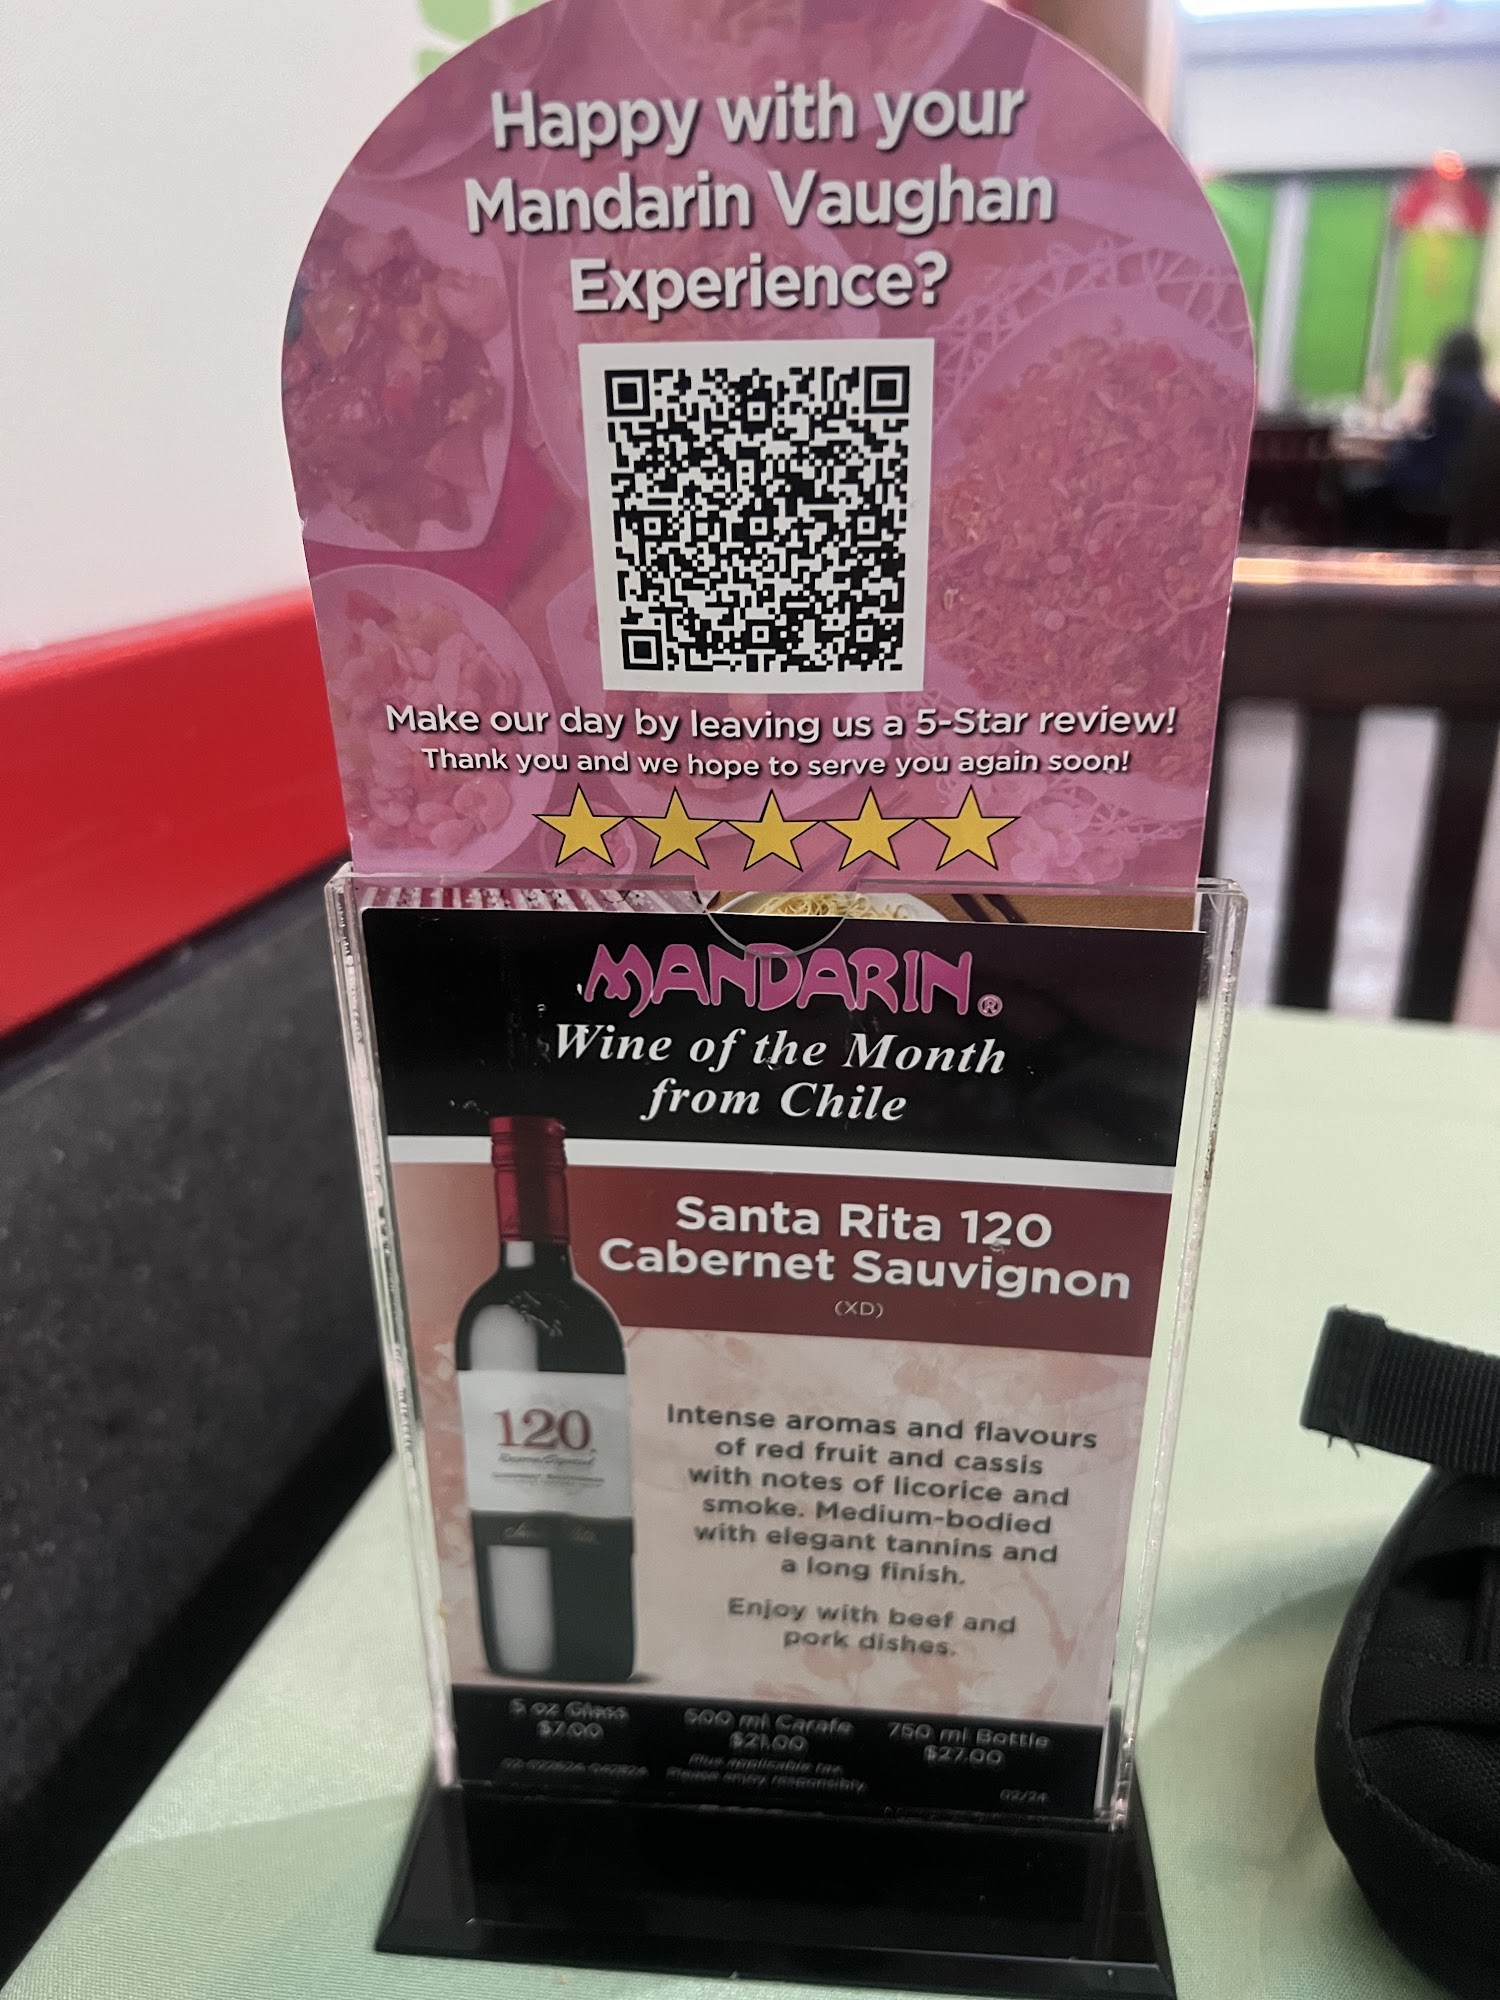 Happy with your
Mandarin Vaughan
Experience?
Make our day by leaving us a 5-Star review!
Thank you and we hope to serve you again soon!
MANDARIN®
Wine of the Month
from Chile
Santa Rita 120
Cabernet Sauvignon
(XD)
120
Intense aromas and flavours
of red fruit and cassis
with notes of licorice and
smoke. Medium-bodied
with elegant tannins and
a long finish.
Enjoy with beef and
pork dishes.
5 oz Glass 500 ml Carafe 750 ml Bottle
$7.00 $21.00 $27.00
Plus applicable tax
Please enjoy responsibly
02/24